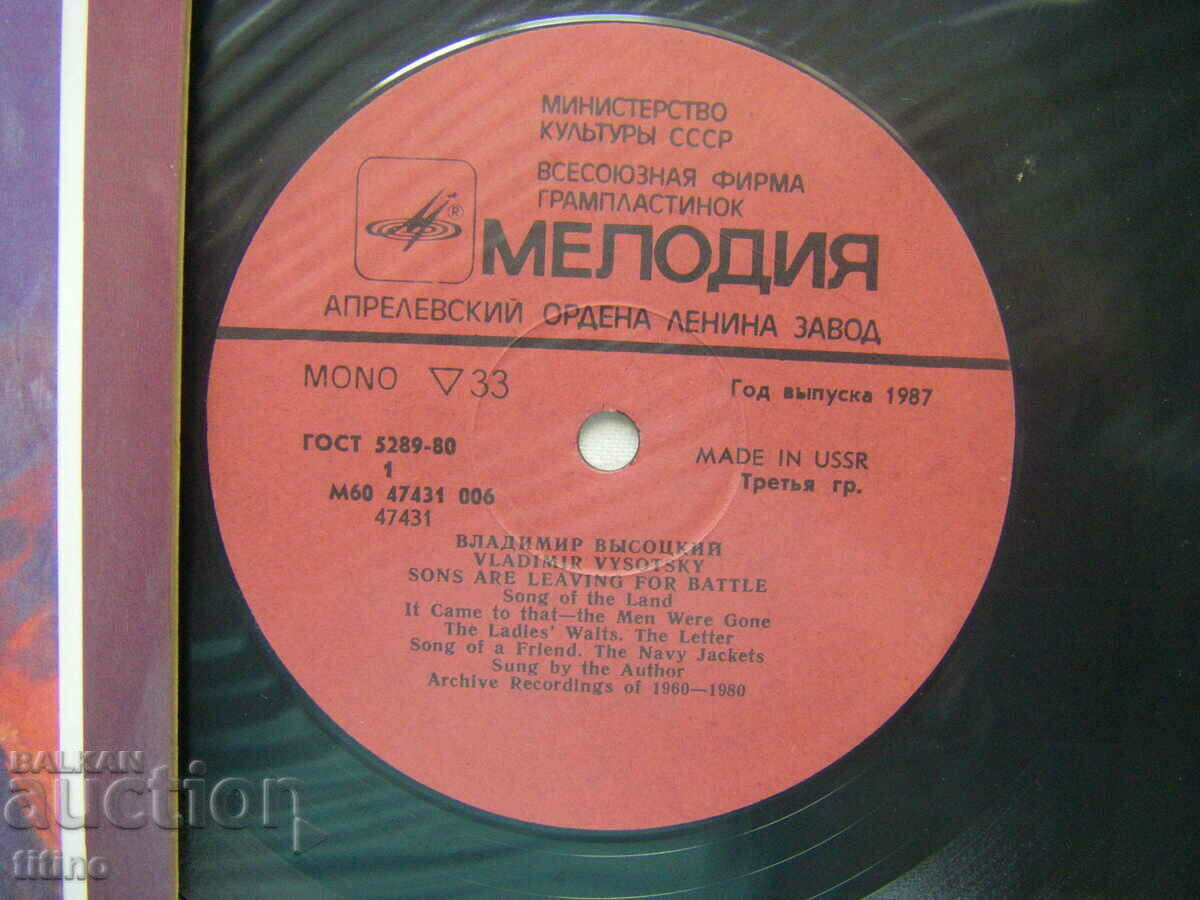 МИНИСТЕРСТВО
КУЛЬТУРЫ СССР
ВСЕСОЮЗНАЯ ФИРМА
ГРАМПЛАСТИНОК
®
МЕЛОДИЯ
АПРЕЛЕВСКИЙ ОРДЕНА ЛЕНИНА ЗАВОД
MONO ▽33
Год выпуска 1987
ГОСТ 5289-80
1
М60 47431 006
47431
MADE IN USSR
Третья гр.
ВЛАДИМИР ВЫСОЦКИЙ
VLADIMIR VYSOTSKY
SONS ARE LEAVING FOR BATTLE
Song of the Land
It Came to that—the Men Were Gone
The Ladies' Walts. The Letter
Song of a Friend. The Navy Jackets
Sung by the Author
Archive Recordings of 1960—1980
BALKAN
auction
titino